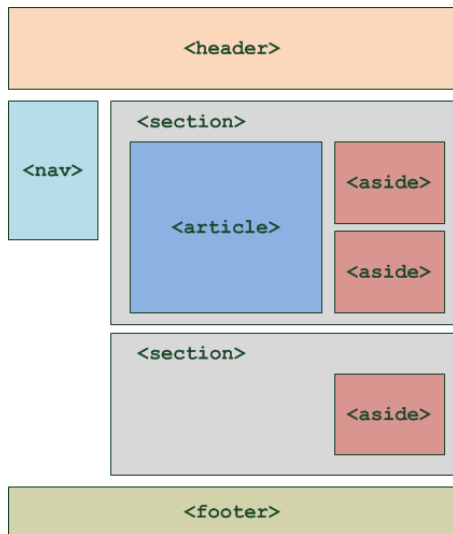 <header>
<nav>
<section>
<article>
<aside>
<aside>
<section>
<aside>
<footer>